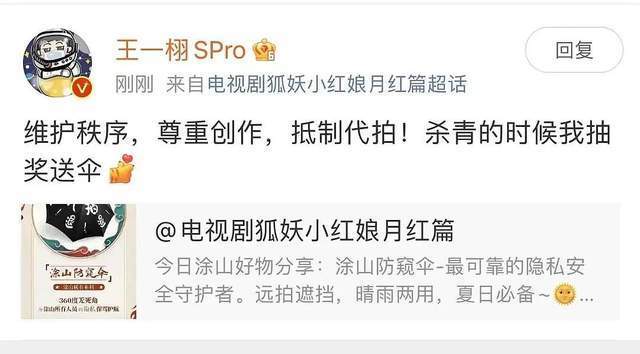 王一栩SPro
回复
刚刚 来自电视剧狐妖小红娘月红篇超话
维护秩序，尊重创作，抵制代拍！杀青的时候我抽
奖送伞
@电视剧狐妖小红娘月红篇
今日涂山好物分享：涂山防窥伞-最可靠的隐私安
全守护者。远拍遮挡，晴雨两用，夏日必备~
...
「涂山防窥伞」
360度无死角